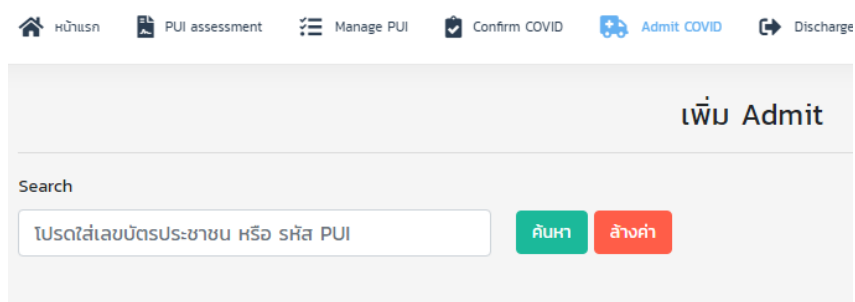 หน้าแรก PUI assessment Manage PUI Confirm COVID Admit COVID Discharge
เพิ่ม Admit
Search
โปรดใส่เลขบัตรประชาชน หรือ รหัส PUI ค้นหา ล้างค่า